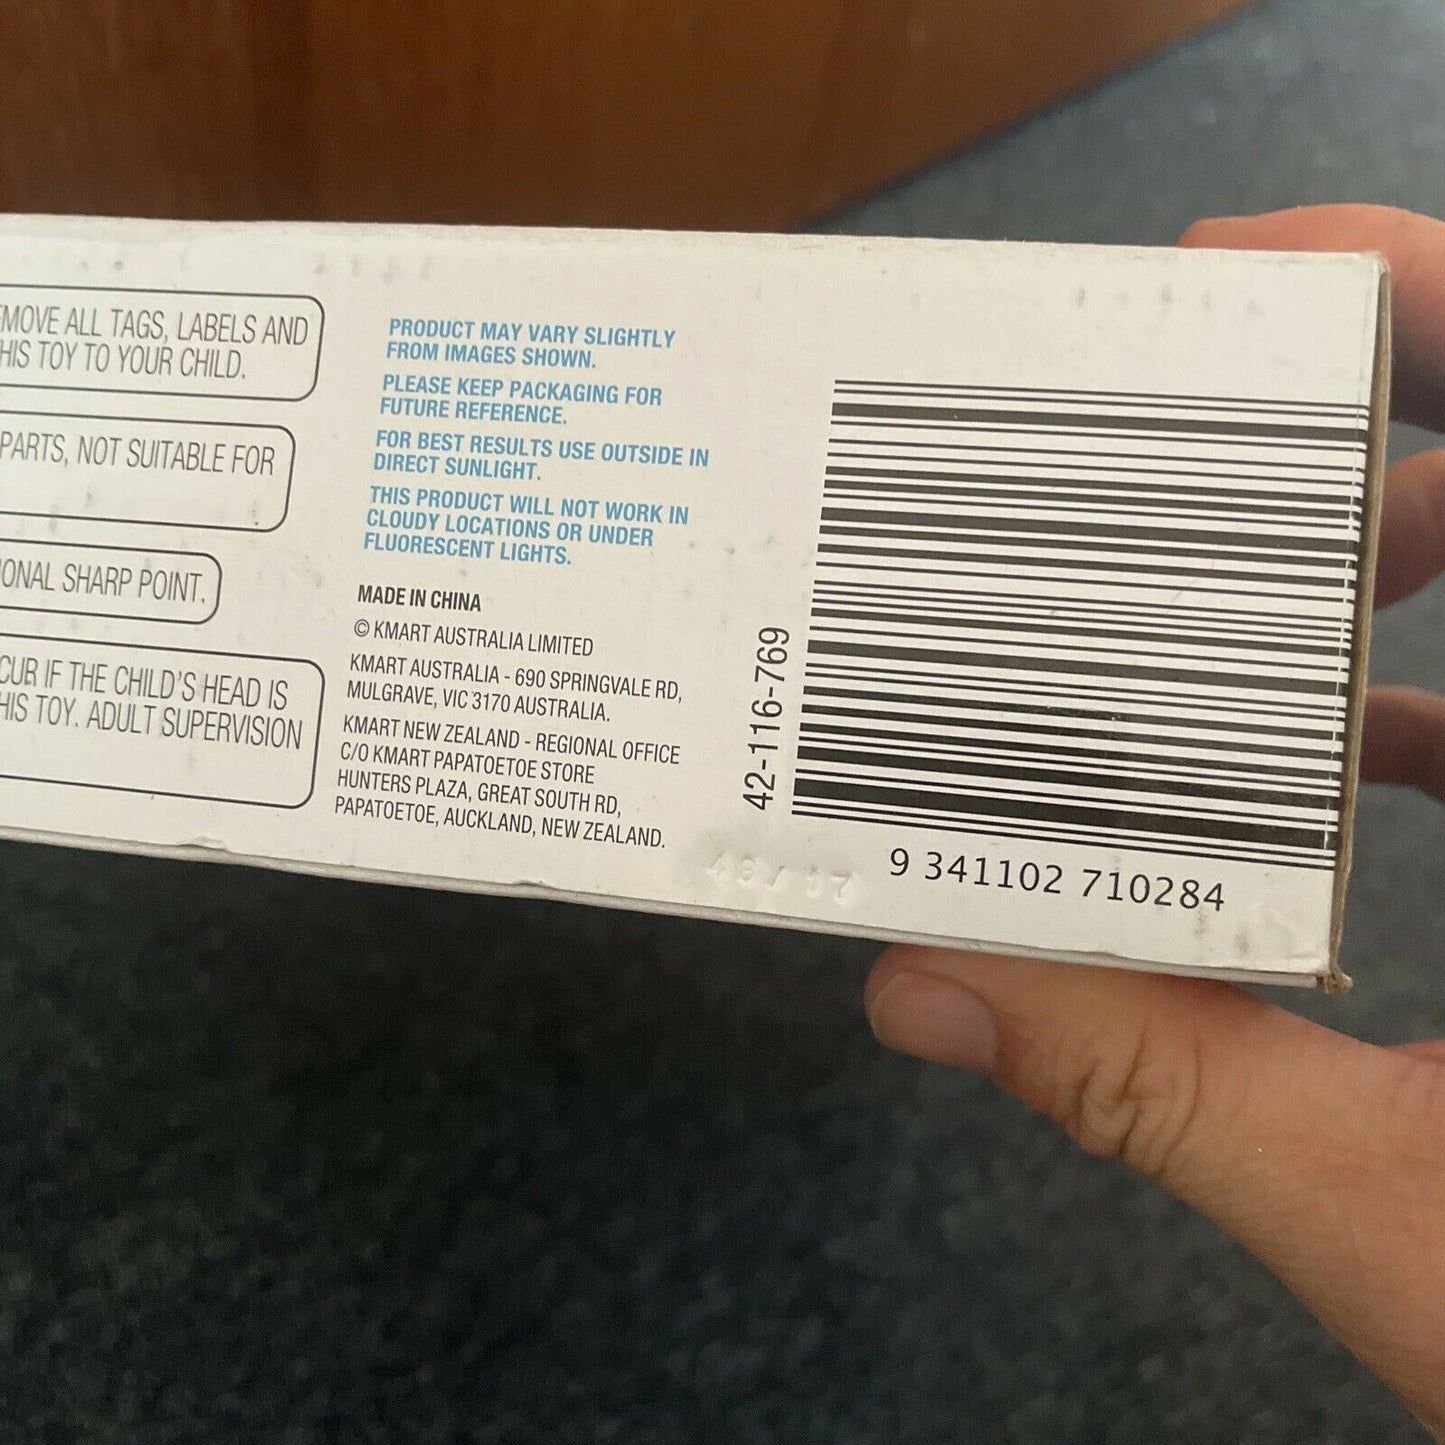 MOVE ALL TAGS, LABELS AND
HIS TOY TO YOUR CHILD.
PARTS, NOT SUITABLE FOR
ONAL SHARP POINT.
CUR IF THE CHILD'S HEAD IS
HIS TOY. ADULT SUPERVISION
PRODUCT MAY VARY SLIGHTLY
FROM IMAGES SHOWN.
PLEASE KEEP PACKAGING FOR
FUTURE REFERENCE.
FOR BEST RESULTS USE OUTSIDE IN
DIRECT SUNLIGHT.
THIS PRODUCT WILL NOT WORK IN
CLOUDY LOCATIONS OR UNDER
FLUORESCENT LIGHTS.
MADE IN CHINA
© KMART AUSTRALIA LIMITED
KMART AUSTRALIA - 690 SPRINGVALE RD,
MULGRAVE, VIC 3170 AUSTRALIA.
KMART NEW ZEALAND - REGIONAL OFFICE
C/O KMART PAPATOETOE STORE
HUNTERS PLAZA, GREAT SOUTH RD,
PAPATOETOE, AUCKLAND, NEW ZEALAND.
42-116-769
9 341102 710284